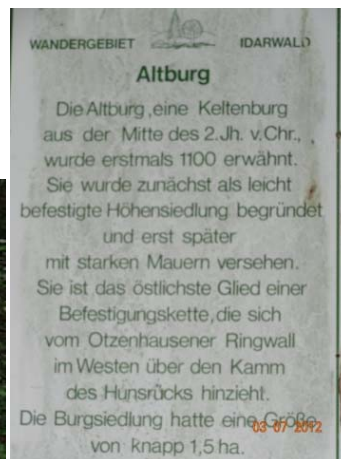 WANDERGEBIET IDARWALD
Altburg
Die Altburg, eine Keltenburg
aus der Mitte des 2. Jh. v. Chr.,
wurde erstmals 1100 erwähnt.
Sie wurde zunächst als leicht
befestigte Höhensiedlung begründet
und erst später
mit starken Mauern versehen.
Sie ist das östlichste Glied einer
Befestigungskette, die sich
vom Otzenhausener Ringwall
im Westen über den Kamm
des Hunsrücks hinzieht.
Die Burgsiedlung hatte eine Größe
von knapp 1,5 ha.
03 07 2012